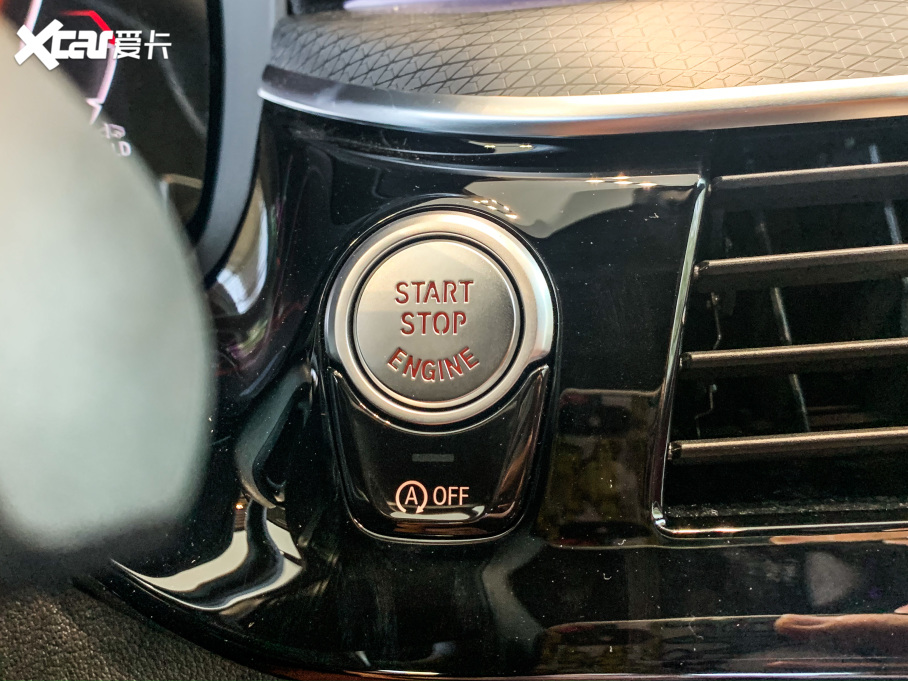 Xcar爱卡
START
STOP
ENGINE
A OFF